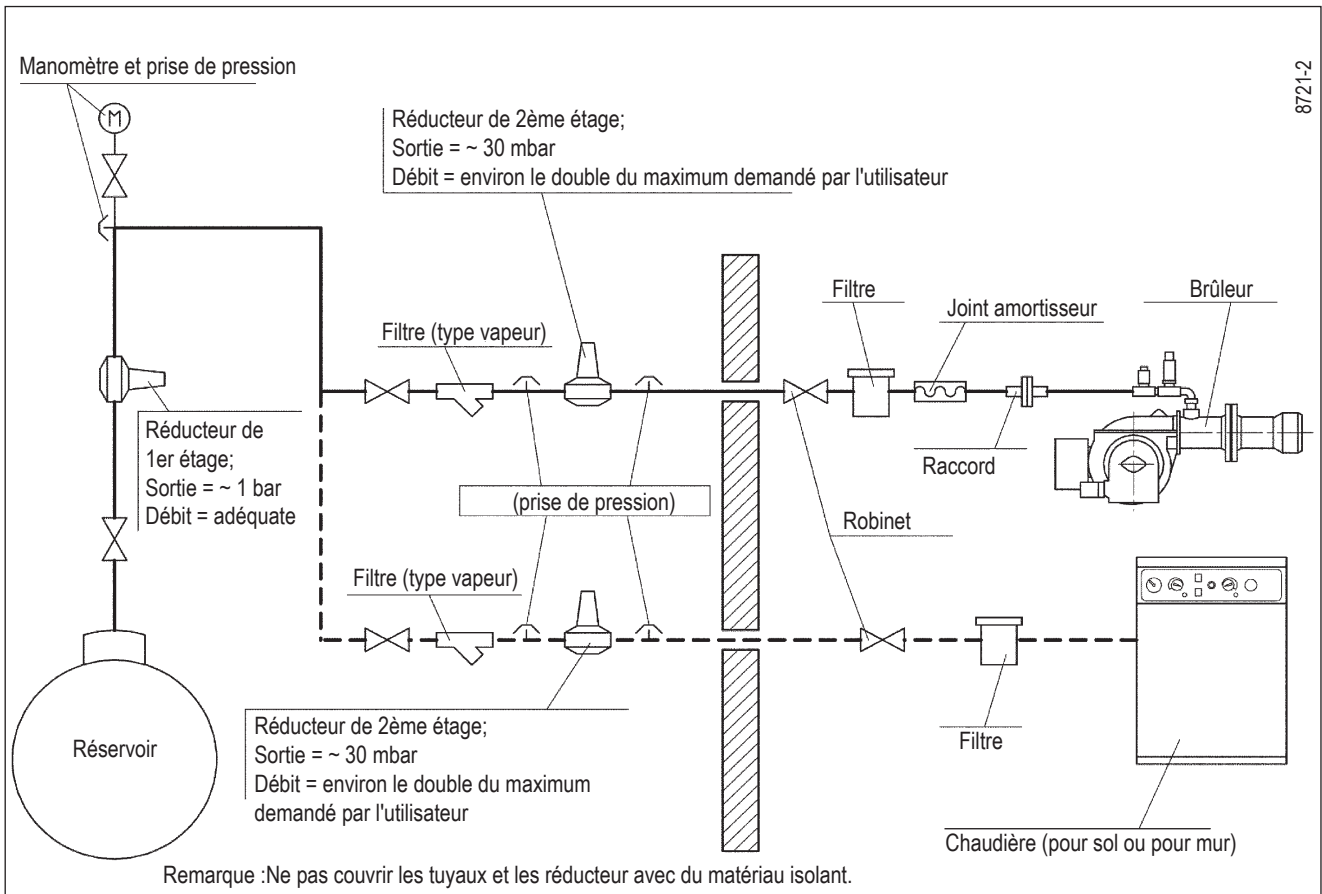 Manomètre et prise de pression
M
8721-2
Réducteur de 2ème étage;
Sortie = ~ 30 mbar
Débit = environ le double du maximum demandé par l'utilisateur
Filtre (type vapeur)
Filtre
Joint amortisseur
Brûleur
Réducteur de
1er étage;
Sortie = ~ 1 bar
Débit = adéquate
Raccord
(prise de pression)
Robinet
Filtre (type vapeur)
Réservoir
Réducteur de 2ème étage;
Sortie = ~ 30 mbar
Débit = environ le double du maximum
demandé par l'utilisateur
Filtre
Chaudière (pour sol ou pour mur)
Remarque :Ne pas couvrir les tuyaux et les réducteur avec du matériau isolant.